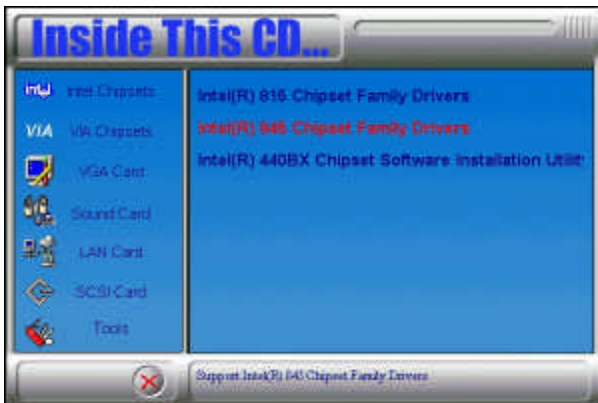 Inside This CD...
intel Intel Chipsets
VIA VIA Chipsets
VGA Card
Sound Card
LAN Card
SCSI Card
Tools
Intel(R) 815 Chipset Family Drivers
Intel(R) 845 Chipset Family Drivers
Intel(R) 440BX Chipset Software Installation Utility
Support Intel(R) 845 Chipset Family Drivers